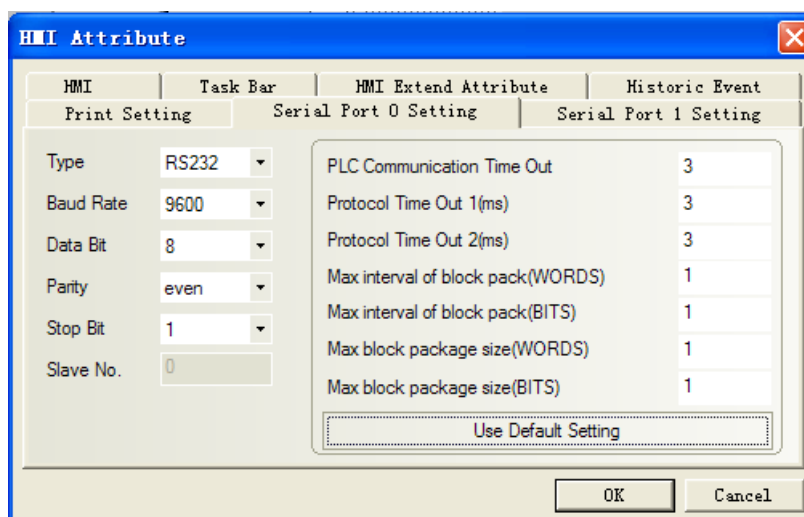 HMI Attribute
HMI Task Bar HMI Extend Attribute Historic Event
Print Setting Serial Port 0 Setting Serial Port 1 Setting
Type RS232
Baud Rate 9600
Data Bit 8
Parity even
Stop Bit 1
Slave No. 0
PLC Communication Time Out 3
Protocol Time Out 1(ms) 3
Protocol Time Out 2(ms) 3
Max interval of block pack(WORDS) 1
Max interval of block pack(BITS) 1
Max block package size(WORDS) 1
Max block package size(BITS) 1
Use Default Setting
OK Cancel